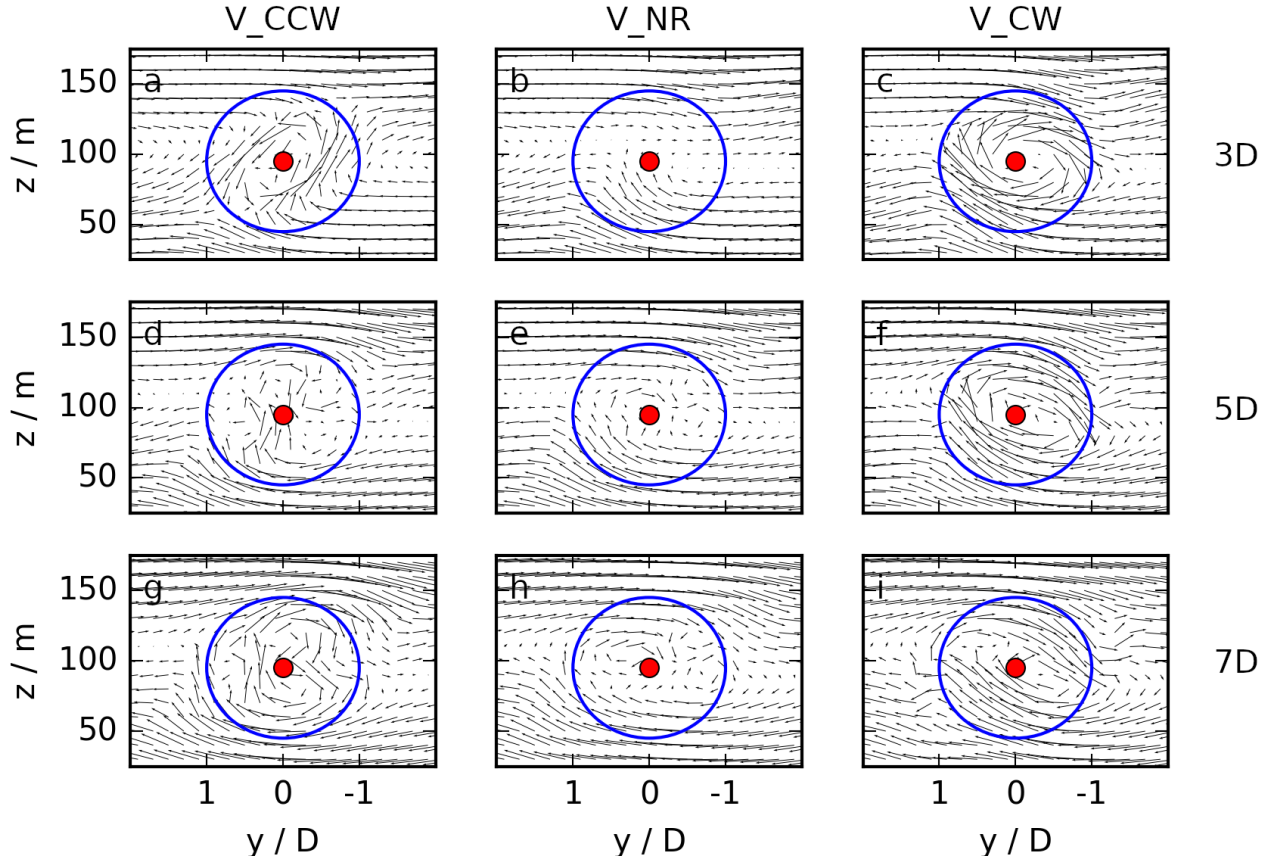 V_CCW V_NR V_CW
150 a b c
z / m 100 3D
50
150 d e f
z / m 100 5D
50
150 g h i
z / m 100 7D
50
1 0 -1 1 0 -1 1 0 -1
y / D y / D y / D